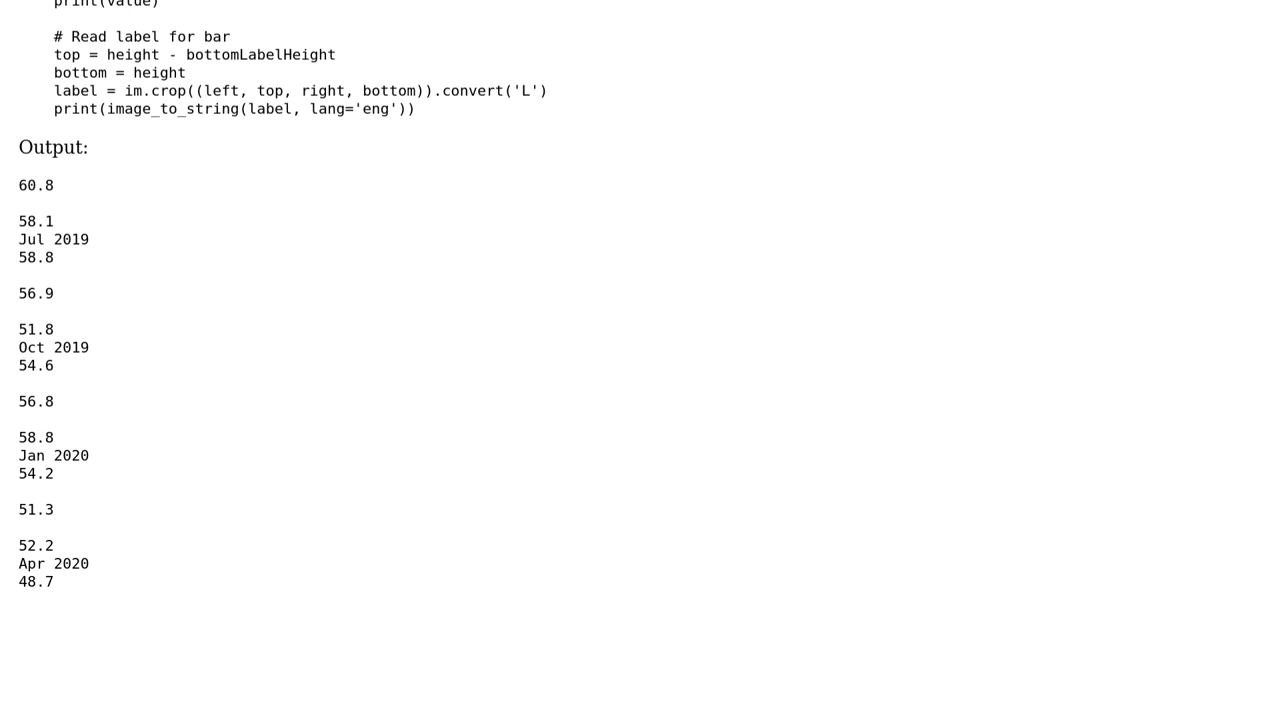 print(value)
# Read label for bar
top = height - bottomLabelHeight
bottom = height
label = im.crop((left, top, right, bottom)).convert('L')
print(image_to_string(label, lang='eng'))
Output:
60.8
58.1
Jul 2019
58.8
56.9
51.8
Oct 2019
54.6
56.8
58.8
Jan 2020
54.2
51.3
52.2
Apr 2020
48.7